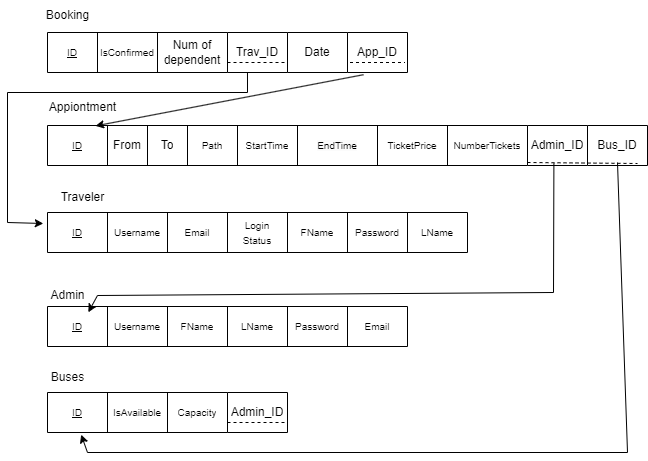 Booking
ID IsConfirmed Num of dependent Trav_ID Date App_ID
Appiontment
ID From To Path StartTime EndTime TicketPrice NumberTickets Admin_ID Bus_ID
Traveler
ID Username Email Login Status FName Password LName
Admin
ID Username FName LName Password Email
Buses
ID IsAvailable Capacity Admin_ID